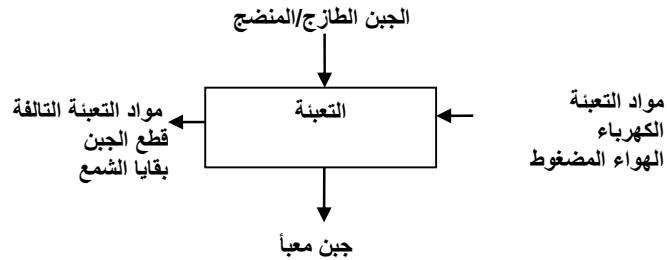 الجبن الطازج/المنضج
مواد التعبئة
الكهرباء
الهواء المضغوط
التعبئة
مواد التعبئة التالفة
قطع الجبن
بقايا الشمع
جبن معبأ